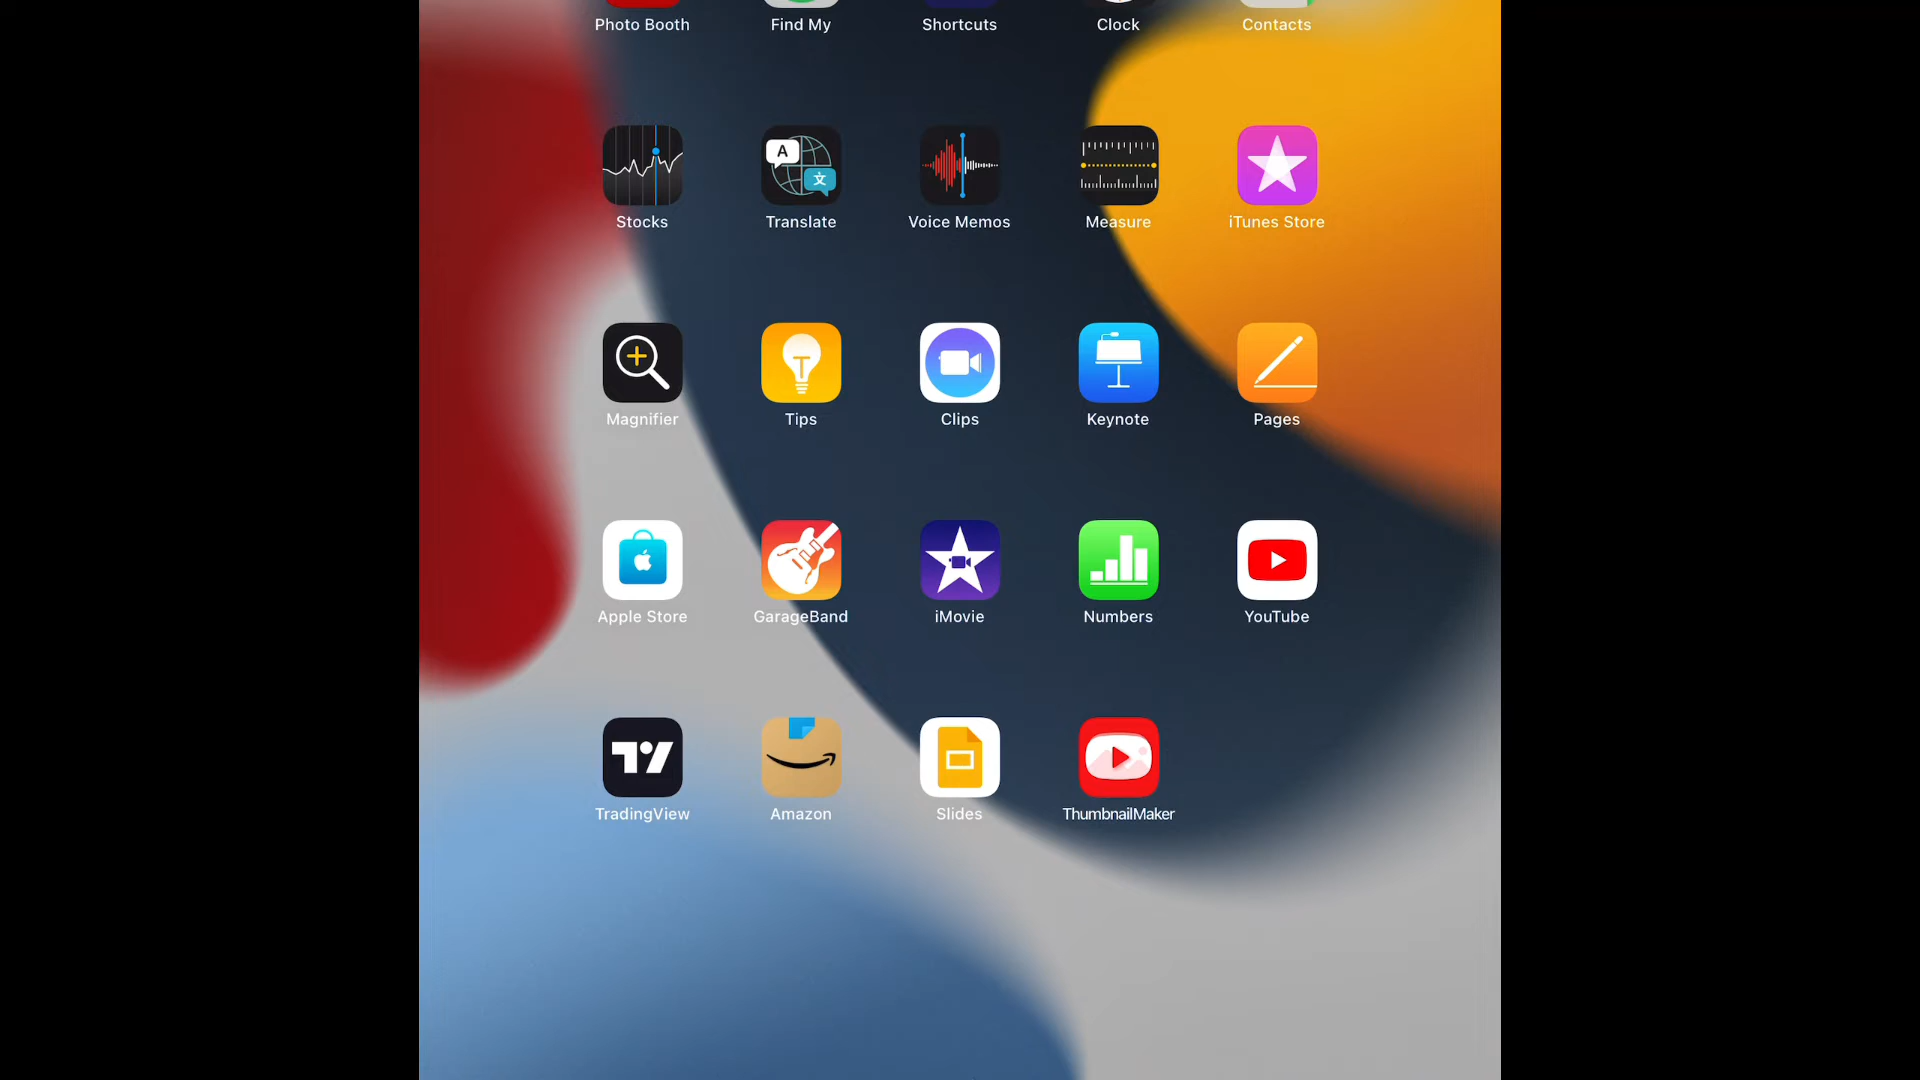 Photo Booth Find My Shortcuts Clock Contacts
A
文
Stocks Translate Voice Memos Measure iTunes Store
T
Magnifier Tips Clips Keynote Pages
Apple Store GarageBand iMovie Numbers YouTube
TradingView Amazon Slides ThumbnailMaker